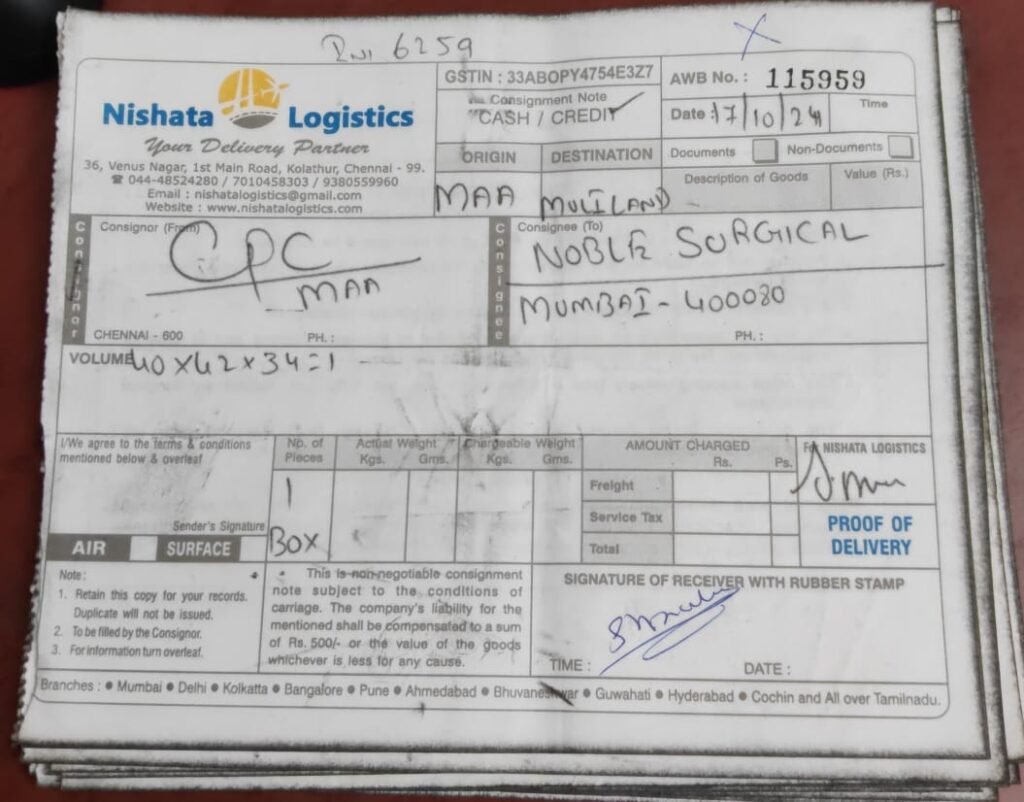 6259
Nishata Logistics
Your Delivery Partner
36, Venus Nagar, 1st Main Road, Kolathur, Chennai - 99.
☎ 044-48524280 / 7010458303 / 9380559960
Email : nishatalogistics@gmail.com
Website : www.nishatalogistics.com
GSTIN : 33ABOPY4754E3Z7
Consignment Note
CASH / CREDIT
ORIGIN DESTINATION
MAA MULILAND
AWB No. : 115959
Date : 17/10/24 Time
Documents Non-Documents
Description of Goods Value (Rs.)
Consignor
Consignor (From)
CPC
MAA
CHENNAI - 600 PH. :
Consignee
Consignee (To)
NOBLE SURGICAL
MUMBAI - 400080
PH. :
VOLUME 40x42x34=1
I/We agree to the terms & conditions
mentioned below & overleaf
Sender's Signature
AIR SURFACE
No. of Pieces
Actual Weight
Kgs. Gms.
Chargeable Weight
Kgs. Gms.
1
BOX
AMOUNT CHARGED
Rs. Ps.
Freight
Service Tax
Total
For NISHATA LOGISTICS
PROOF OF
DELIVERY
Note :
1. Retain this copy for your records.
Duplicate will not be issued.
2. To be filled by the Consignor.
3. For information turn overleaf.
• This is non-negotiable consignment
note subject to the conditions of
carriage. The company's liability for the
mentioned shall be compensated to a sum
of Rs. 500/- or the value of the goods
whichever is less for any cause.
SIGNATURE OF RECEIVER WITH RUBBER STAMP
TIME : DATE :
Branches : • Mumbai • Delhi • Kolkatta • Bangalore • Pune • Ahmedabad • Bhuvaneshwar • Guwahati • Hyderabad • Cochin and All over Tamilnadu.